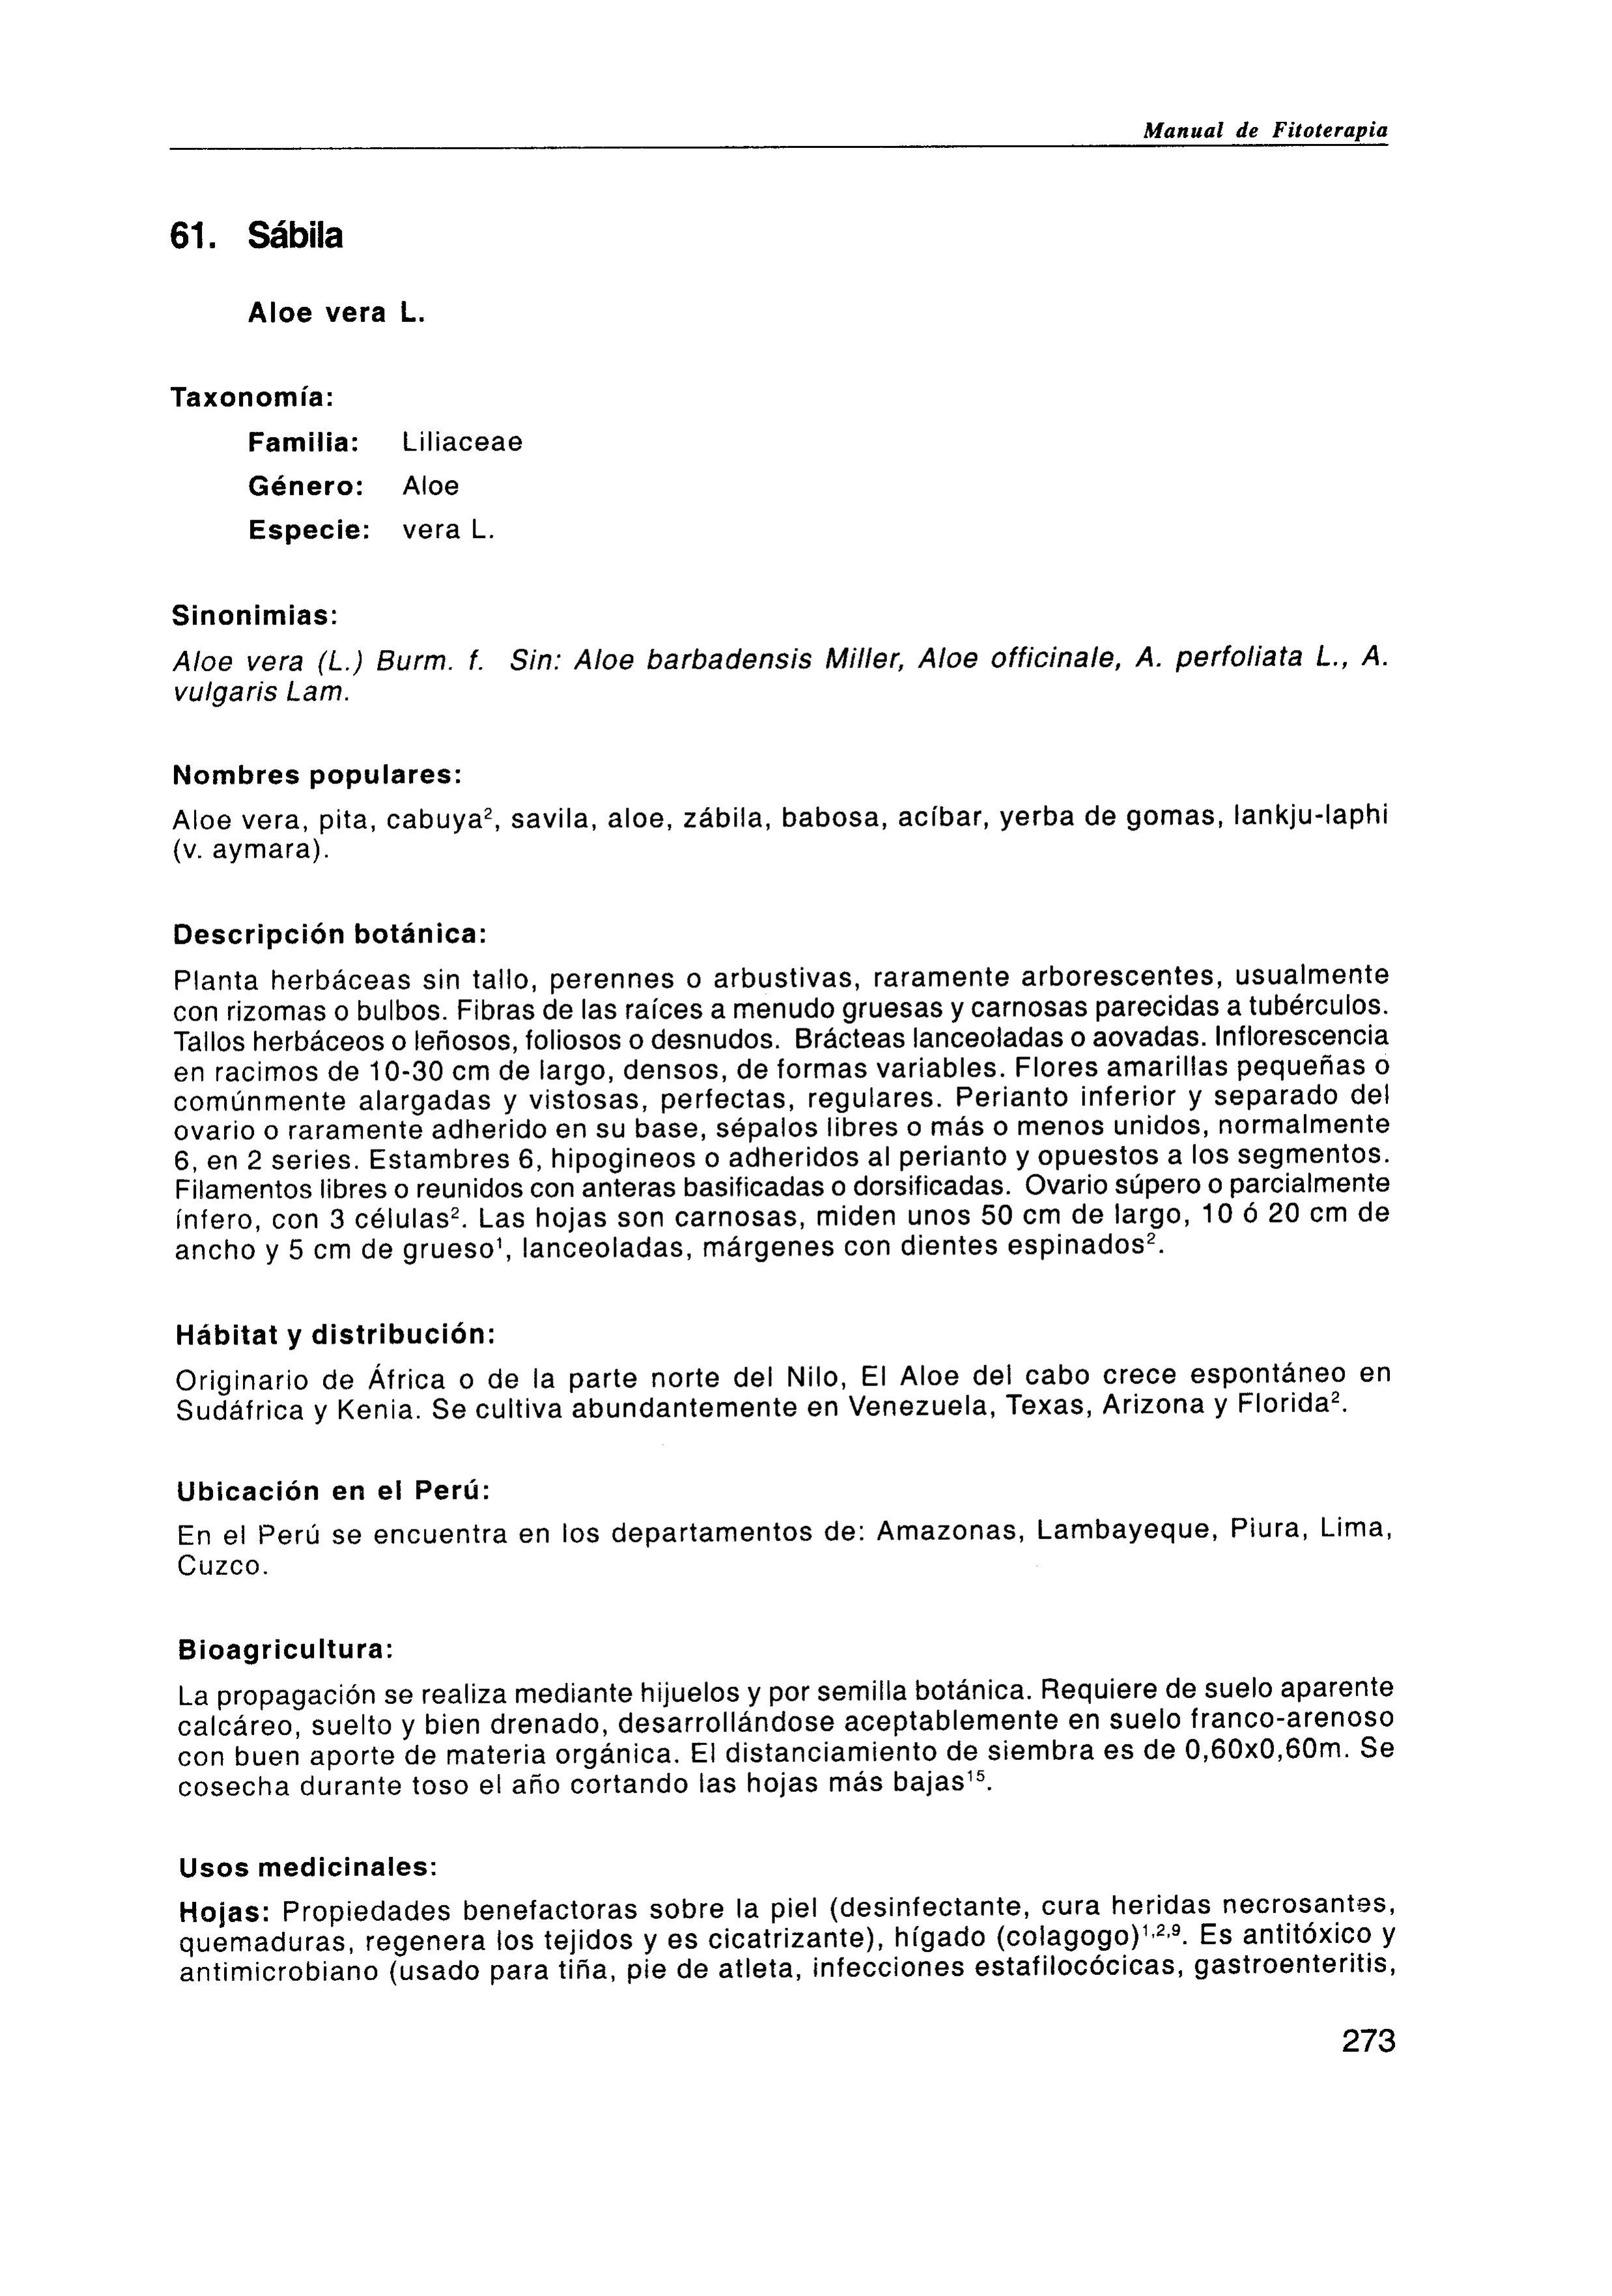 Manual de Fitoterapia
61. Sábila
Aloe vera L.
Taxonomía:
Familia: Liliaceae
Género: Aloe
Especie: vera L.
Sinonimias:
Aloe vera (L.) Burm. f. Sin: Aloe barbadensis Miller, Aloe officinale, A. perfoliata L., A.
vulgaris Lam.
Nombres populares:
Aloe vera, pita, cabuya², savila, aloe, zábila, babosa, acíbar, yerba de gomas, lankju-laphi
(v. aymara).
Descripción botánica:
Planta herbáceas sin tallo, perennes o arbustivas, raramente arborescentes, usualmente
con rizomas o bulbos. Fibras de las raíces a menudo gruesas y carnosas parecidas a tubérculos.
Tallos herbáceos o leñosos, foliosos o desnudos. Brácteas lanceoladas o aovadas. Inflorescencia
en racimos de 10-30 cm de largo, densos, de formas variables. Flores amarillas pequeñas o
comúnmente alargadas y vistosas, perfectas, regulares. Perianto inferior y separado del
ovario o raramente adherido en su base, sépalos libres o más o menos unidos, normalmente
6, en 2 series. Estambres 6, hipogineos o adheridos al perianto y opuestos a los segmentos.
Filamentos libres o reunidos con anteras basificadas o dorsificadas. Ovario súpero o parcialmente
ínfero, con 3 células². Las hojas son carnosas, miden unos 50 cm de largo, 10 ó 20 cm de
ancho y 5 cm de grueso¹, lanceoladas, márgenes con dientes espinados².
Hábitat y distribución:
Originario de África o de la parte norte del Nilo, El Aloe del cabo crece espontáneo en
Sudáfrica y Kenia. Se cultiva abundantemente en Venezuela, Texas, Arizona y Florida².
Ubicación en el Perú:
En el Perú se encuentra en los departamentos de: Amazonas, Lambayeque, Piura, Lima,
Cuzco.
Bioagricultura:
La propagación se realiza mediante hijuelos y por semilla botánica. Requiere de suelo aparente
calcáreo, suelto y bien drenado, desarrollándose aceptablemente en suelo franco-arenoso
con buen aporte de materia orgánica. El distanciamiento de siembra es de 0,60x0,60m. Se
cosecha durante toso el año cortando las hojas más bajas¹⁵.
Usos medicinales:
Hojas: Propiedades benefactoras sobre la piel (desinfectante, cura heridas necrosantes,
quemaduras, regenera los tejidos y es cicatrizante), hígado (colagogo)¹,²,⁹. Es antitóxico y
antimicrobiano (usado para tiña, pie de atleta, infecciones estafilocócicas, gastroenteritis,
273